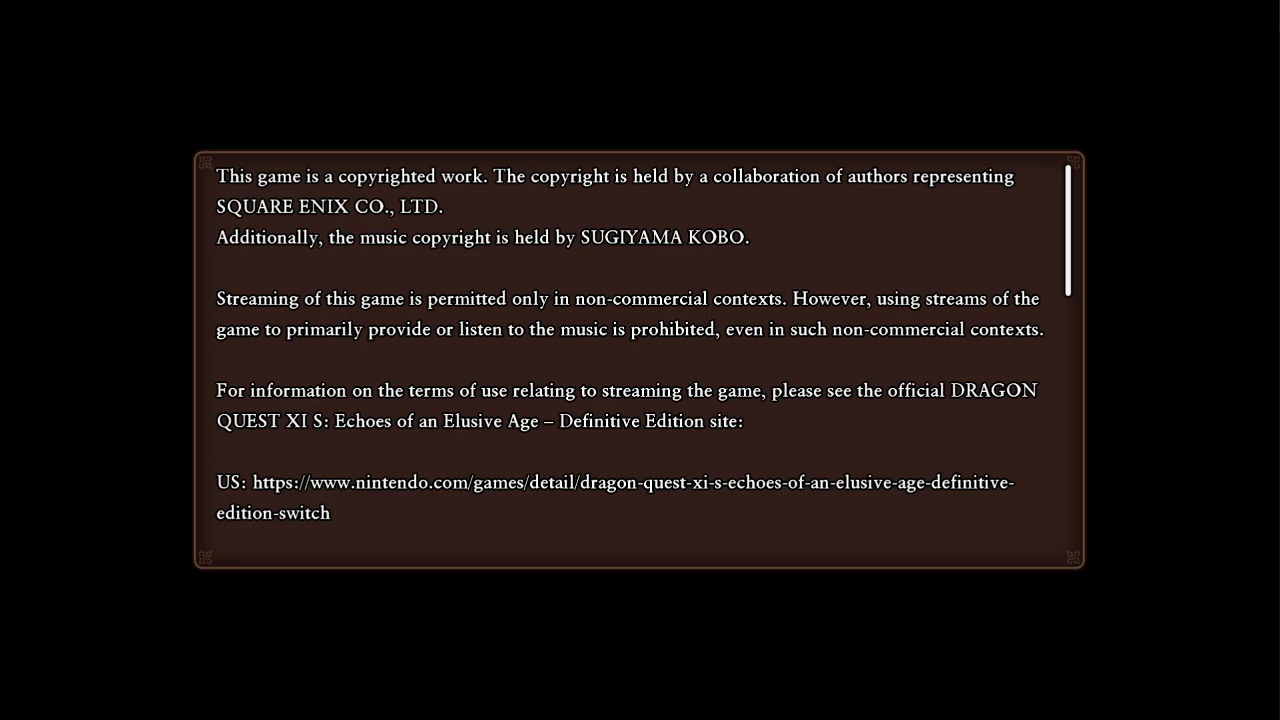 This game is a copyrighted work. The copyright is held by a collaboration of authors representing
SQUARE ENIX CO., LTD.
Additionally, the music copyright is held by SUGIYAMA KOBO.
Streaming of this game is permitted only in non-commercial contexts. However, using streams of the
game to primarily provide or listen to the music is prohibited, even in such non-commercial contexts.
For information on the terms of use relating to streaming the game, please see the official DRAGON
QUEST XI S: Echoes of an Elusive Age – Definitive Edition site:
US: https://www.nintendo.com/games/detail/dragon-quest-xi-s-echoes-of-an-elusive-age-definitive-
edition-switch